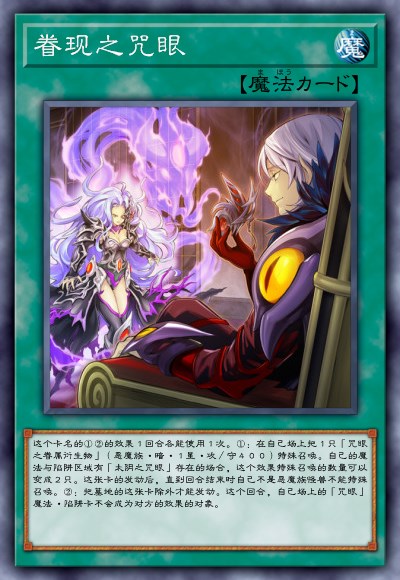 眷现之咒眼
魔
【魔法カード】
まほう
这个卡名的①②的效果1回合各能使用1次。①:在自己场上把1只「咒眼
之眷属衍生物」(恶魔族·暗·1星·攻/守400)特殊召唤。自己的魔
法与陷阱区域有「太阴之咒眼」存在的场合,这个效果特殊召唤的数量可以
变成2只。这张卡的发动后,直到回合结束时自己不是恶魔族怪兽不能特殊
召唤。②:把墓地的这张卡除外才能发动。这个回合,自己场上的「咒眼」
魔法·陷阱卡不会成为对方的效果的对象。